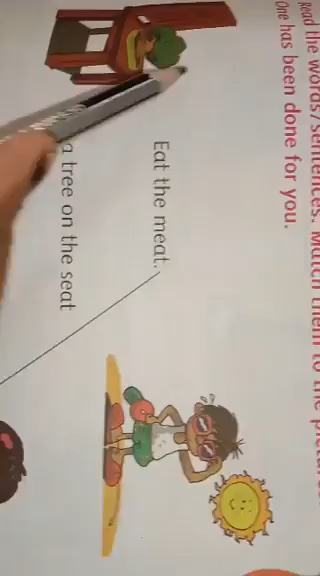 Read the words/sentences. Match them to the
One has been done for you.
Eat the meat.
a tree on the seat